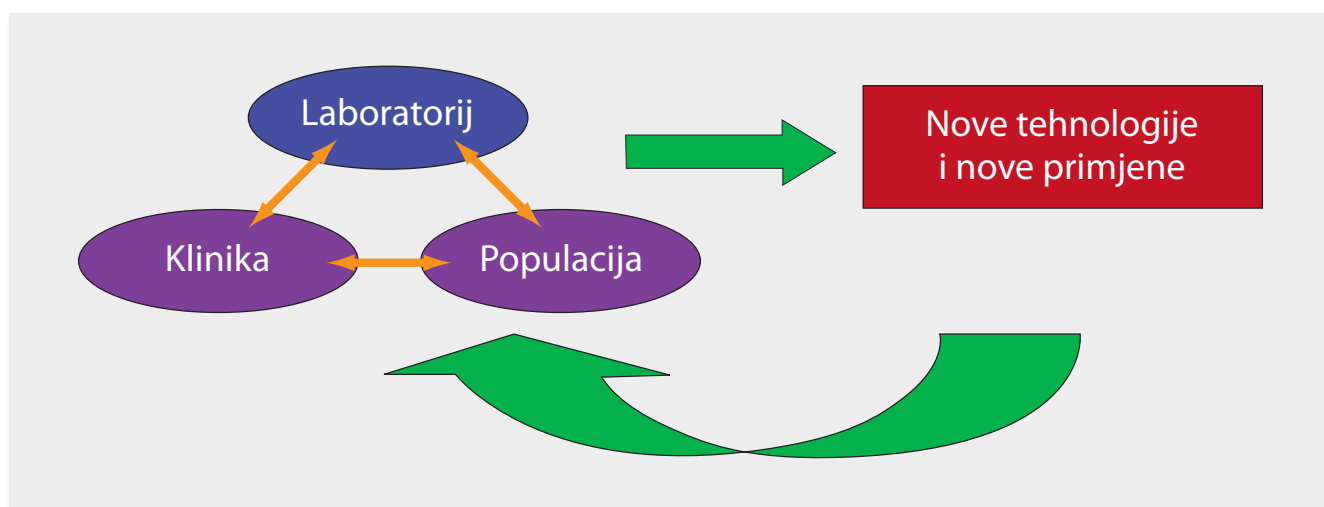 Laboratorij
Klinika
Populacija
Nove tehnologije
i nove primjene